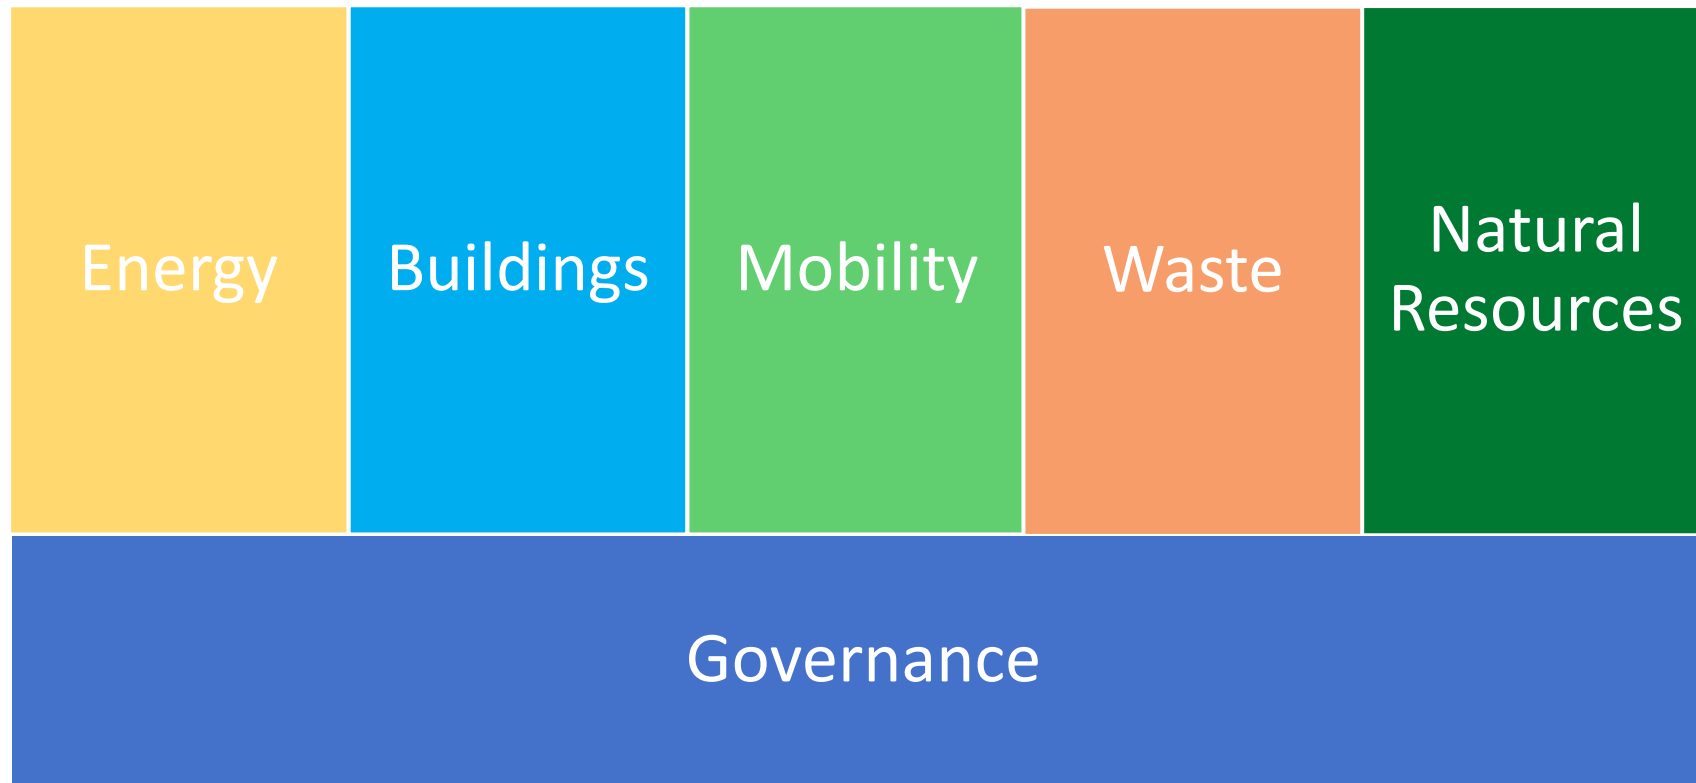 Energy
Buildings
Mobility
Waste
Natural
Resources
Governance